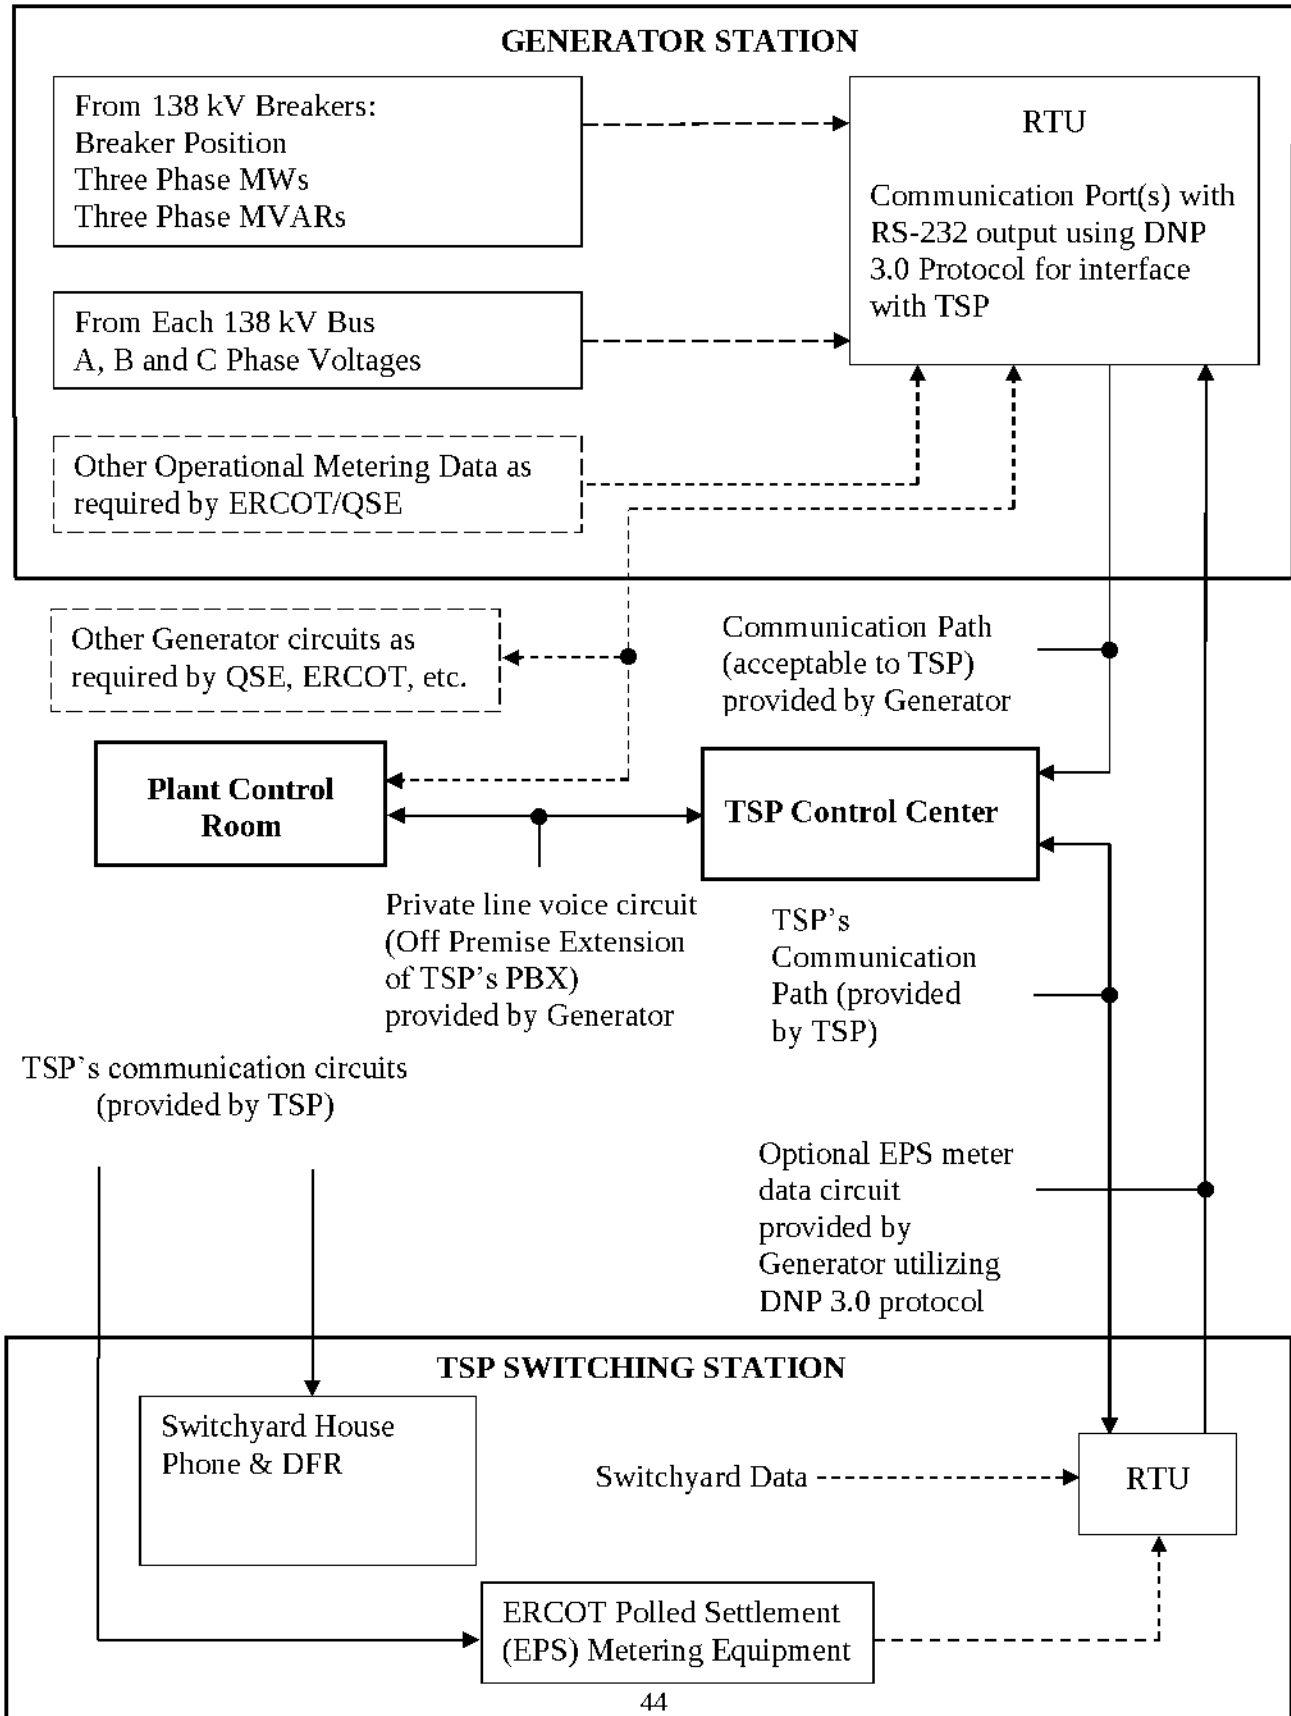 GENERATOR STATION
From 138 kV Breakers:
Breaker Position
Three Phase MWs
Three Phase MVARs
RTU
Communication Port(s) with
RS-232 output using DNP
3.0 Protocol for interface
with TSP
From Each 138 kV Bus
A, B and C Phase Voltages
Other Operational Metering Data as
required by ERCOT/QSE
Other Generator circuits as
required by QSE, ERCOT, etc.
Communication Path
(acceptable to TSP)
provided by Generator
Plant Control
Room
TSP Control Center
Private line voice circuit
(Off Premise Extension
of TSP's PBX)
provided by Generator
TSP's
Communication
Path (provided
by TSP)
TSP's communication circuits
(provided by TSP)
Optional EPS meter
data circuit
provided by
Generator utilizing
DNP 3.0 protocol
TSP SWITCHING STATION
Switchyard House
Phone & DFR
Switchyard Data
RTU
ERCOT Polled Settlement
(EPS) Metering Equipment
44